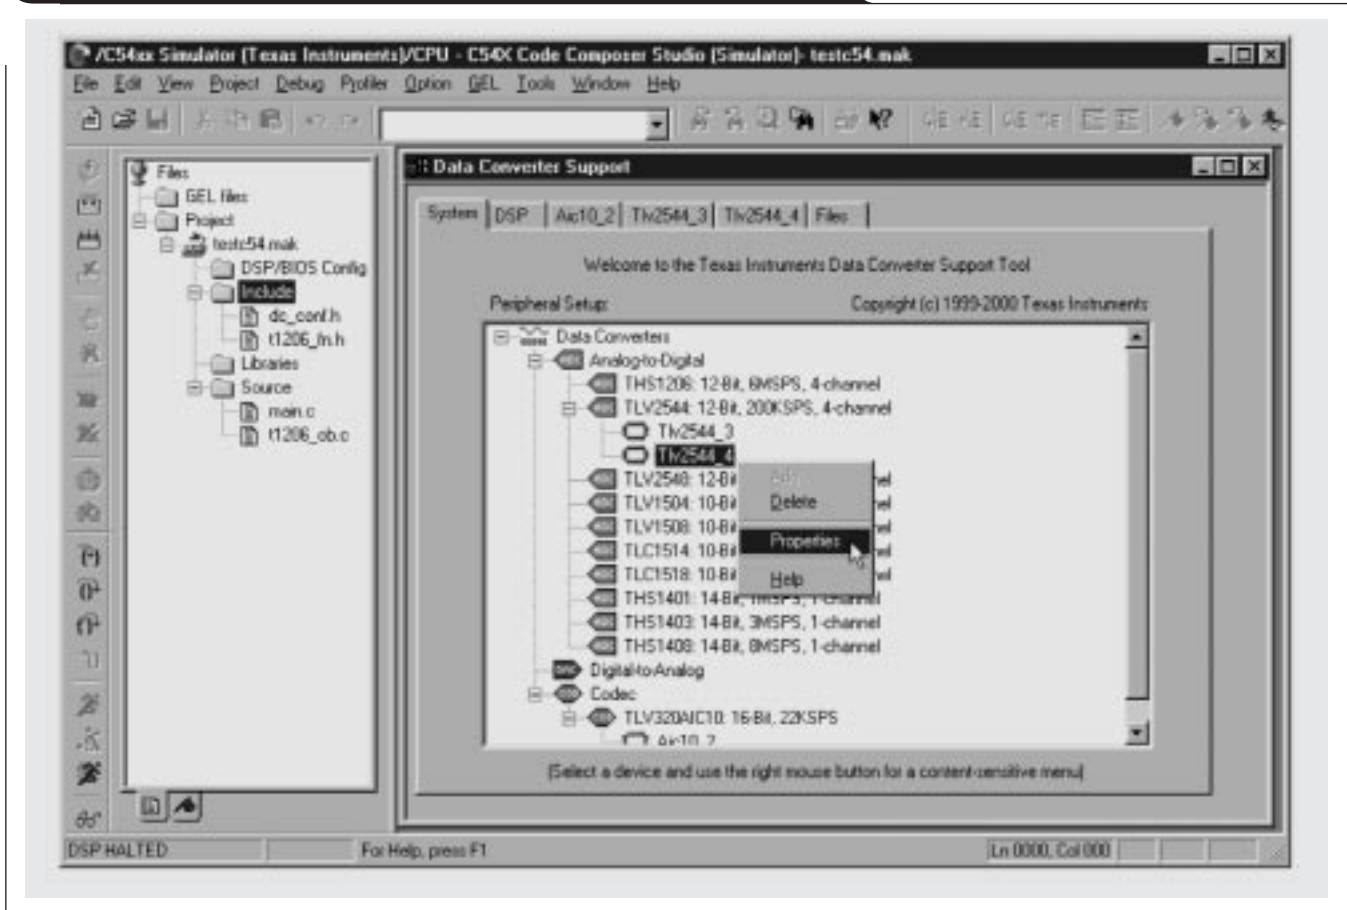 /C54xx Simulator (Texas Instruments)/CPU - C54X Code Composer Studio (Simulator)- testc54.mak
File Edit View Project Debug Profiler Option GEL Tools Window Help
Files
GEL files
Project
testc54.mak
DSP/BIOS Config
Include
dc_conf.h
t1206_fn.h
Libraries
Source
main.c
t1206_ob.c
Data Converter Support
System DSP Aic10_2 Tlv2544_3 Tlv2544_4 Files
Welcome to the Texas Instruments Data Converter Support Tool
Peripheral Setup: Copyright (c) 1999-2000 Texas Instruments
Data Converters
Analog-to-Digital
THS1206: 12-Bit, 6MSPS, 4-channel
TLV2544: 12-Bit, 200KSPS, 4-channel
Tlv2544_3
Tlv2544_4
TLV2548: 12-Bit
TLV1504: 10-Bit
TLV1508: 10-Bit
TLC1514: 10-Bit
TLC1518: 10-Bit
THS1401: 14-Bit, 1MSPS, 1-channel
THS1403: 14-Bit, 3MSPS, 1-channel
THS1408: 14-Bit, 8MSPS, 1-channel
Digital-to-Analog
Codec
TLV320AIC10: 16-Bit, 22KSPS
Aic10_2
Add
Delete
Properties
Help
(Select a device and use the right mouse button for a content-sensitive menu)
DSP HALTED For Help, press F1 Ln 0000, Col 000